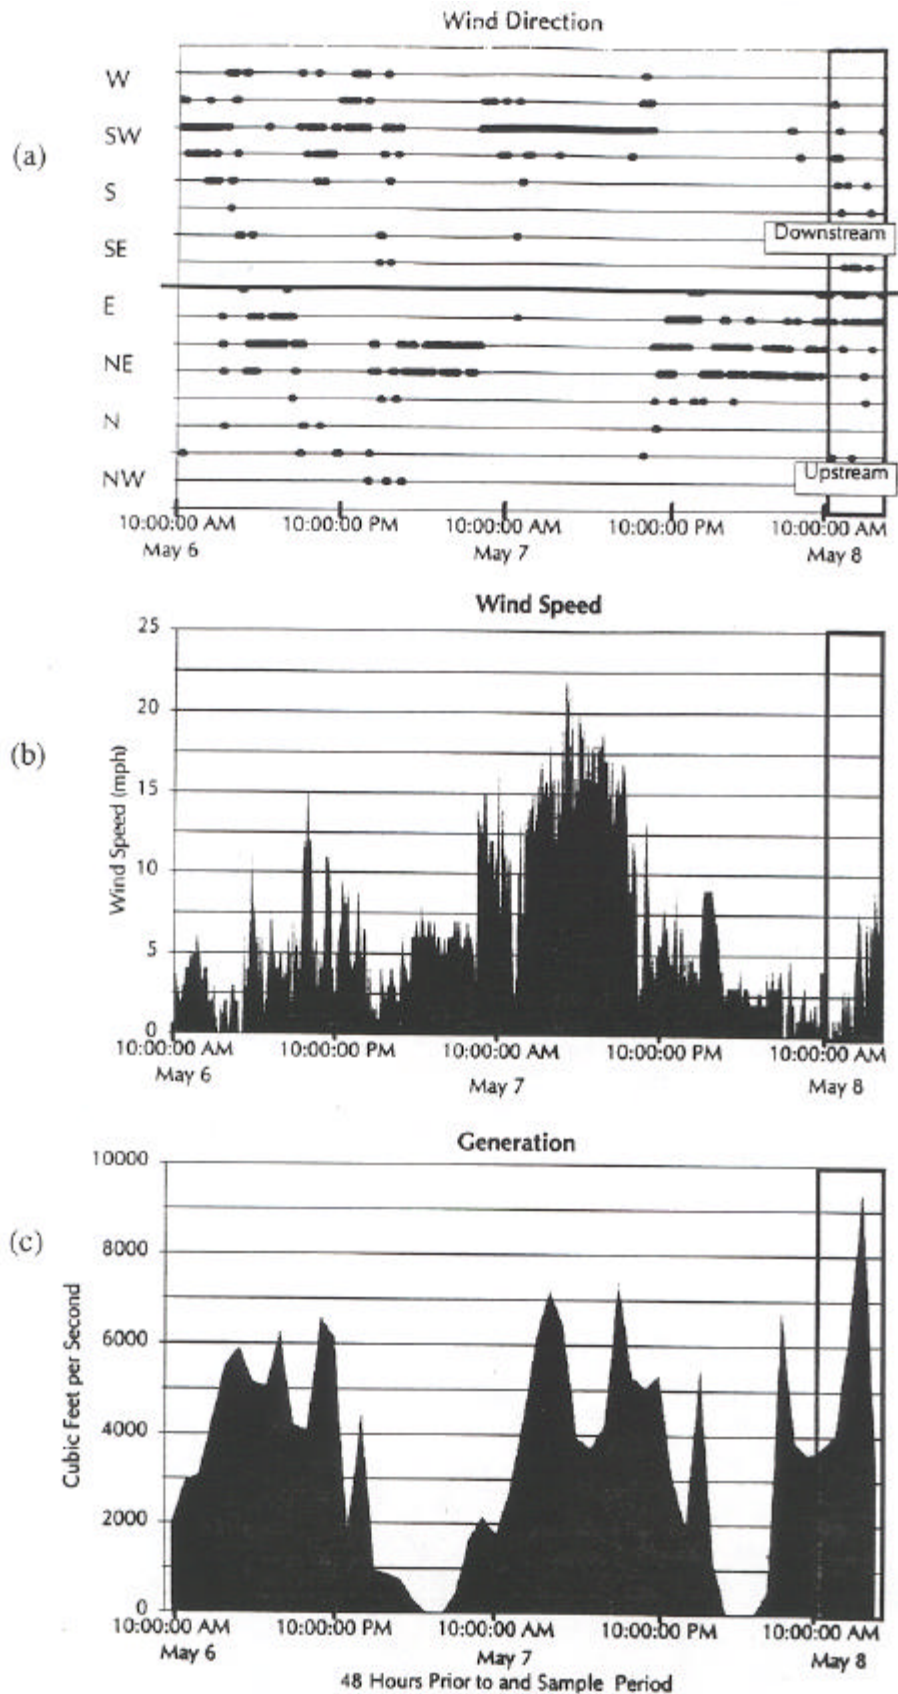 Wind Direction
(a)
W
SW
S
SE
E
NE
N
NW
Downstream
Upstream
10:00:00 AM 10:00:00 PM 10:00:00 AM 10:00:00 PM 10:00:00 AM
May 6 May 7 May 8
Wind Speed
(b)
Wind Speed (mph)
25
20
15
10
5
0
10:00:00 AM 10:00:00 PM 10:00:00 AM 10:00:00 PM 10:00:00 AM
May 6 May 7 May 8
Generation
(c)
Cubic Feet per Second
10000
8000
6000
4000
2000
0
10:00:00 AM 10:00:00 PM 10:00:00 AM 10:00:00 PM 10:00:00 AM
May 6 May 7 May 8
48 Hours Prior to and Sample Period